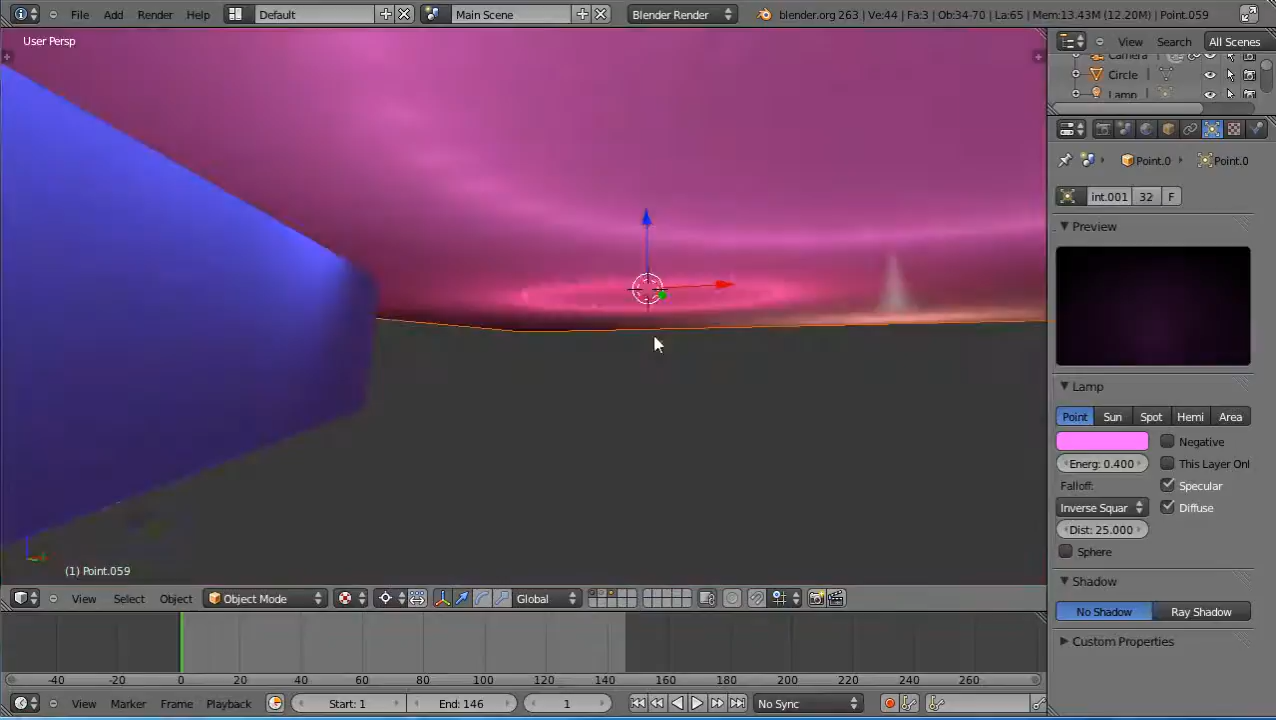 File Add Render Help Default Main Scene Blender Render blender.org 263 | Ve:44 | Fa:3 | Ob:34-70 | La:65 | Mem:13.43M (12.20M) | Point.059
User Persp
View Search All Scenes
Camera
Circle
Lamp
Point.0 Point.0
int.001 32 F
Preview
Lamp
Point Sun Spot Hemi Area
Negative
Energ: 0.400 This Layer Onl
Falloff: Specular
Inverse Squar Diffuse
Dist: 25.000
Sphere
(1) Point.059
Shadow
View Select Object Object Mode Global
No Shadow Ray Shadow
Custom Properties
-40 -20 0 20 40 60 80 100 120 140 160 180 200 220 240 260
View Marker Frame Playback Start: 1 End: 146 1 No Sync